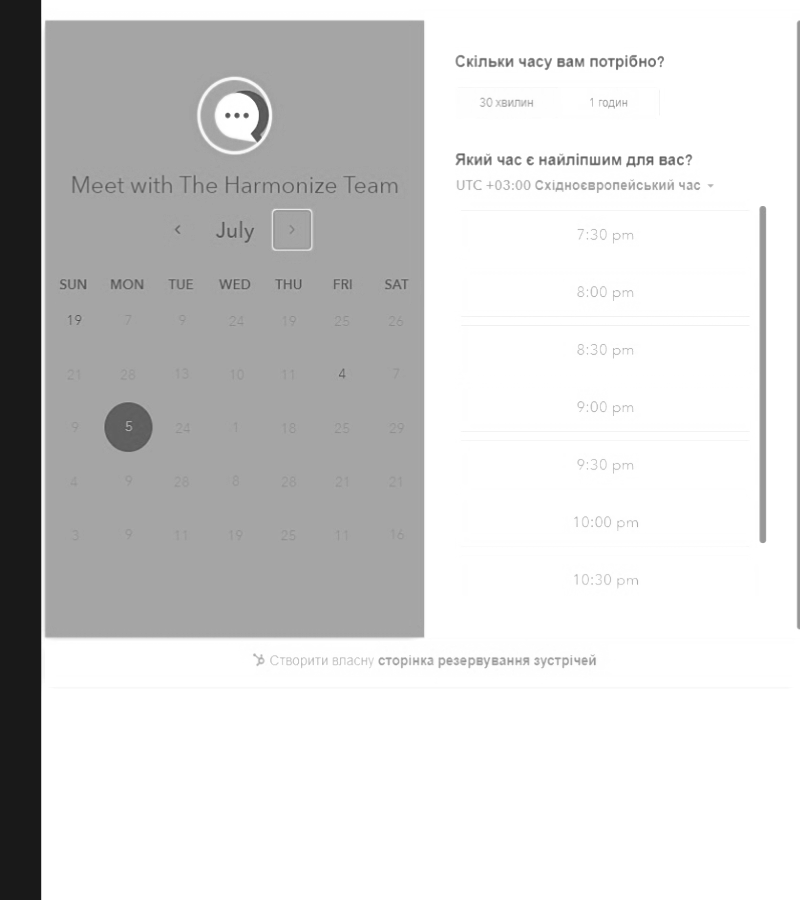 Meet with The Harmonize Team
July
SUN MON TUE WED THU FRI SAT
19 7 9 24 19 25 26
21 28 13 10 11 4 7
9 5 24 1 18 25 29
4 9 28 8 28 21 21
3 9 11 19 25 11 16
Скільки часу вам потрібно?
30 хвилин 1 годин
Який час є найліпшим для вас?
UTC +03:00 Східноєвропейський час
7:30 pm
8:00 pm
8:30 pm
9:00 pm
9:30 pm
10:00 pm
10:30 pm
Створити власну сторінка резервування зустрічей